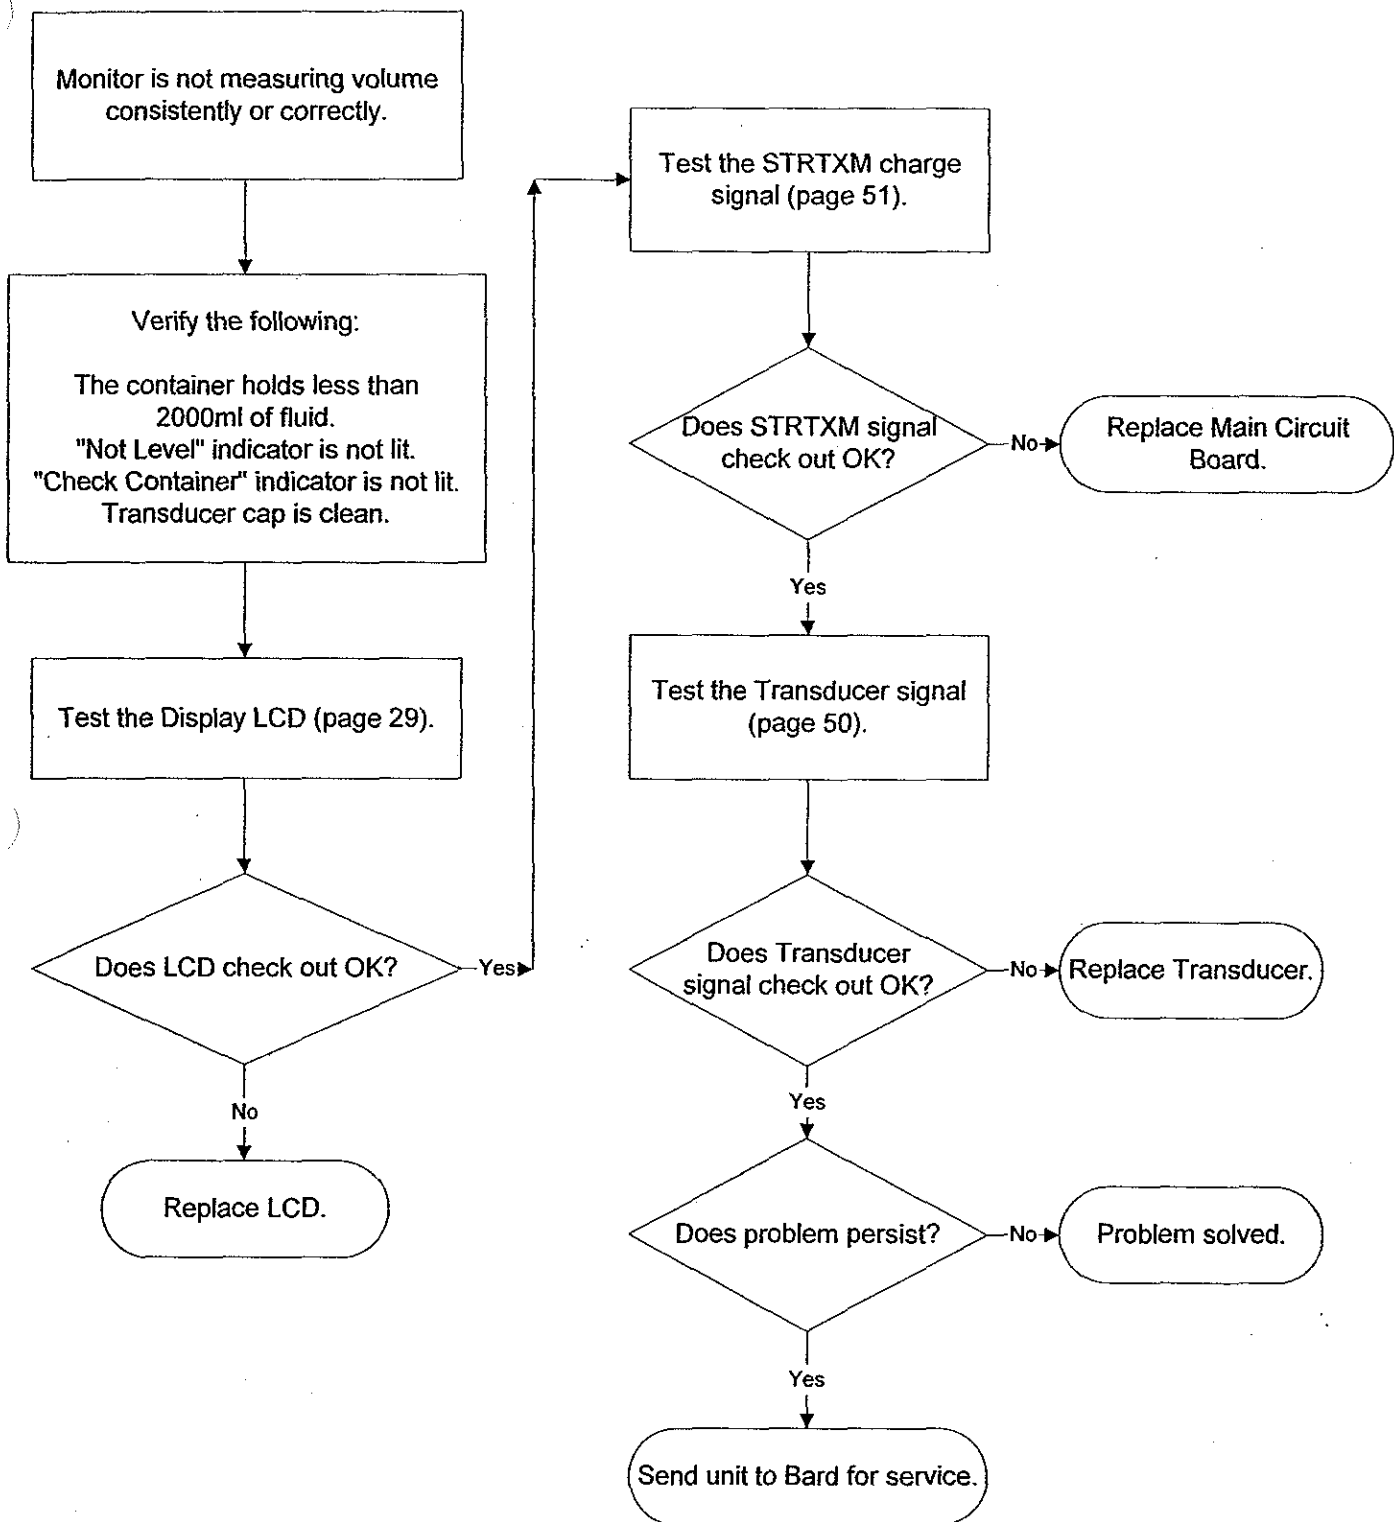 Monitor is not measuring volume
consistently or correctly.
Verify the following:
The container holds less than
2000ml of fluid.
"Not Level" indicator is not lit.
"Check Container" indicator is not lit.
Transducer cap is clean.
Test the Display LCD (page 29).
Does LCD check out OK?
Yes
No
Replace LCD.
Test the STRTXM charge
signal (page 51).
Does STRTXM signal
check out OK?
No
Replace Main Circuit
Board.
Yes
Test the Transducer signal
(page 50).
Does Transducer
signal check out OK?
No
Replace Transducer.
Yes
Does problem persist?
No
Problem solved.
Yes
Send unit to Bard for service.